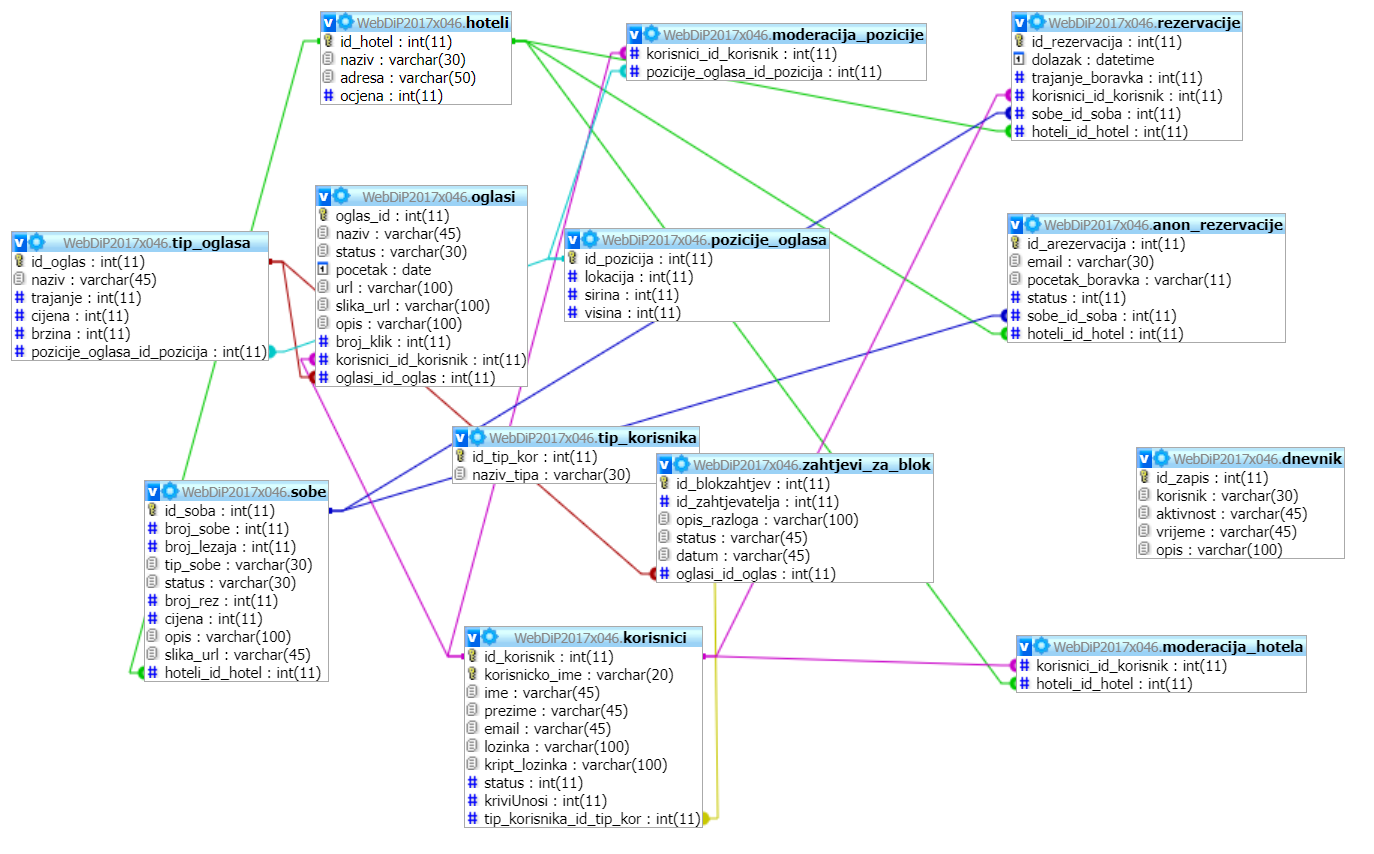 WebDiP2017x046.hoteli
id_hotel : int(11)
naziv : varchar(30)
adresa : varchar(50)
ocjena : int(11)
WebDiP2017x046.moderacija_pozicije
korisnici_id_korisnik : int(11)
pozicije_oglasa_id_pozicija : int(11)
WebDiP2017x046.rezervacije
id_rezervacija : int(11)
dolazak : datetime
trajanje_boravka : int(11)
korisnici_id_korisnik : int(11)
sobe_id_soba : int(11)
hoteli_id_hotel : int(11)
WebDiP2017x046.tip_oglasa
id_oglas : int(11)
naziv : varchar(45)
trajanje : int(11)
cijena : int(11)
brzina : int(11)
pozicije_oglasa_id_pozicija : int(11)
WebDiP2017x046.oglasi
oglas_id : int(11)
naziv : varchar(45)
status : varchar(30)
pocetak : date
url : varchar(100)
slika_url : varchar(100)
opis : varchar(100)
broj_klik : int(11)
korisnici_id_korisnik : int(11)
oglasi_id_oglas : int(11)
WebDiP2017x046.pozicije_oglasa
id_pozicija : int(11)
lokacija : int(11)
sirina : int(11)
visina : int(11)
WebDiP2017x046.anon_rezervacije
id_arezervacija : int(11)
email : varchar(30)
pocetak_boravka : varchar(11)
status : int(11)
sobe_id_soba : int(11)
hoteli_id_hotel : int(11)
WebDiP2017x046.tip_korisnika
id_tip_kor : int(11)
naziv_tipa : varchar(30)
WebDiP2017x046.zahtjevi_za_blok
id_blokzahtjev : int(11)
id_zahtjevatelja : int(11)
opis_razloga : varchar(100)
status : varchar(45)
datum : varchar(45)
oglasi_id_oglas : int(11)
WebDiP2017x046.dnevnik
id_zapis : int(11)
korisnik : varchar(30)
aktivnost : varchar(45)
vrijeme : varchar(45)
opis : varchar(100)
WebDiP2017x046.sobe
id_soba : int(11)
broj_sobe : int(11)
broj_lezaja : int(11)
tip_sobe : varchar(30)
status : varchar(30)
broj_rez : int(11)
cijena : int(11)
opis : varchar(100)
slika_url : varchar(45)
hoteli_id_hotel : int(11)
WebDiP2017x046.korisnici
id_korisnik : int(11)
korisnicko_ime : varchar(20)
ime : varchar(45)
prezime : varchar(45)
email : varchar(45)
lozinka : varchar(100)
kript_lozinka : varchar(100)
status : int(11)
kriviUnosi : int(11)
tip_korisnika_id_tip_kor : int(11)
WebDiP2017x046.moderacija_hotela
korisnici_id_korisnik : int(11)
hoteli_id_hotel : int(11)